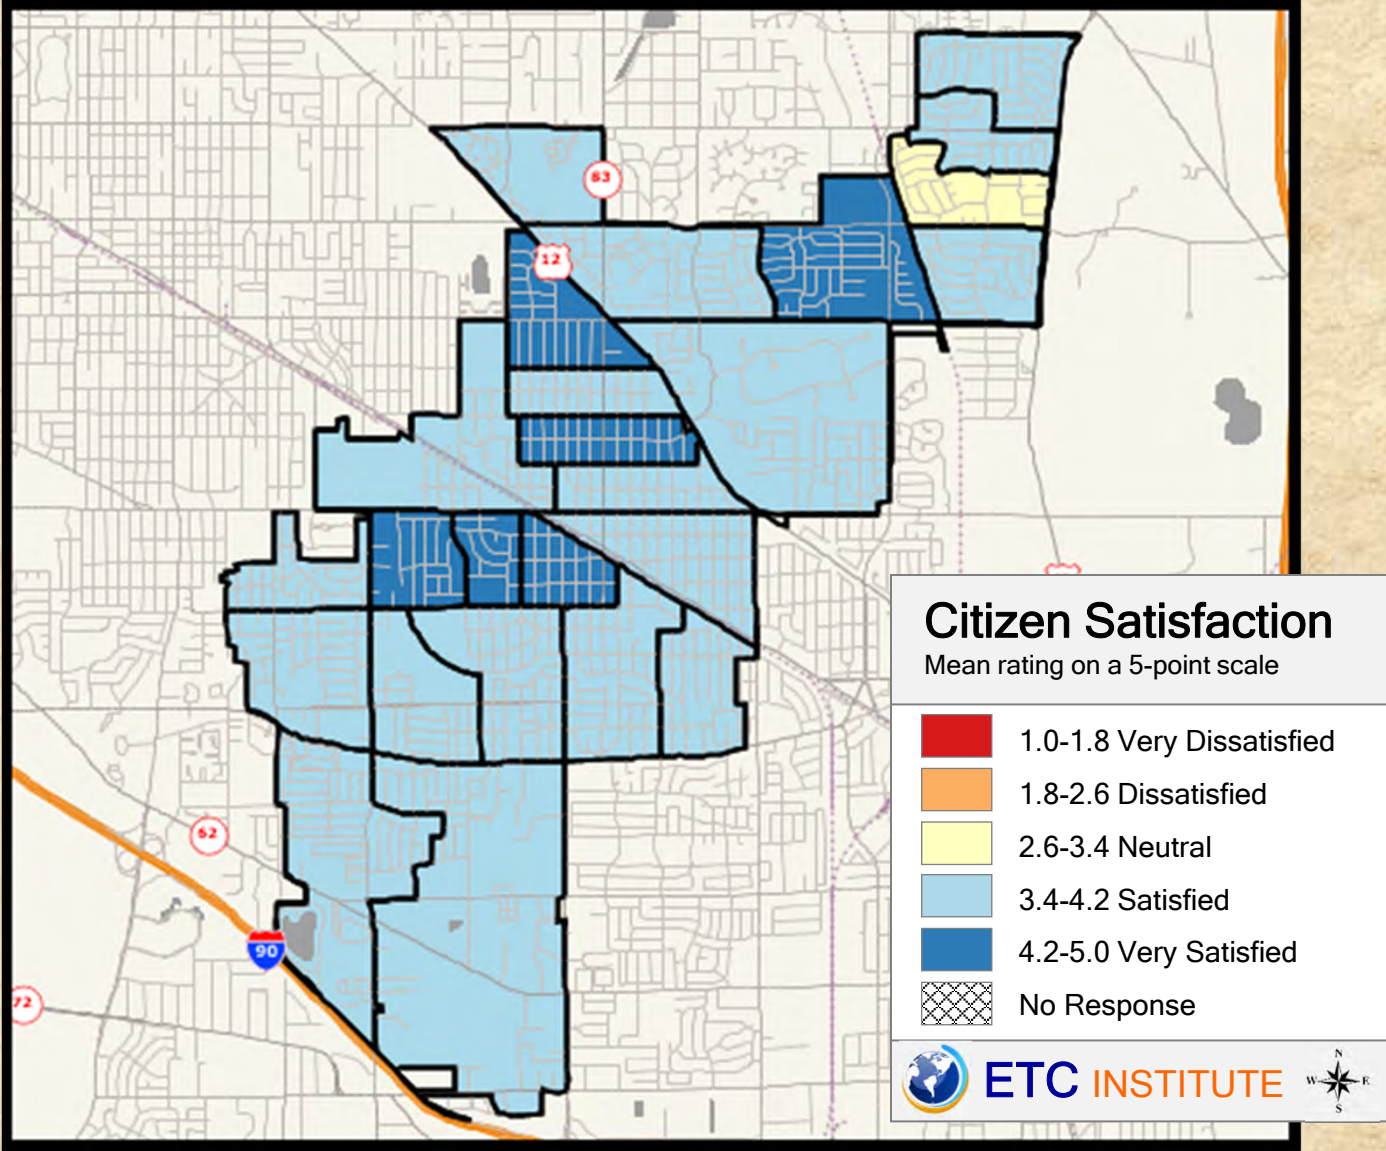 83
12
62
90
72
Citizen Satisfaction
Mean rating on a 5-point scale
1.0-1.8 Very Dissatisfied
1.8-2.6 Dissatisfied
2.6-3.4 Neutral
3.4-4.2 Satisfied
4.2-5.0 Very Satisfied
No Response
ETC INSTITUTE
N
W E
S